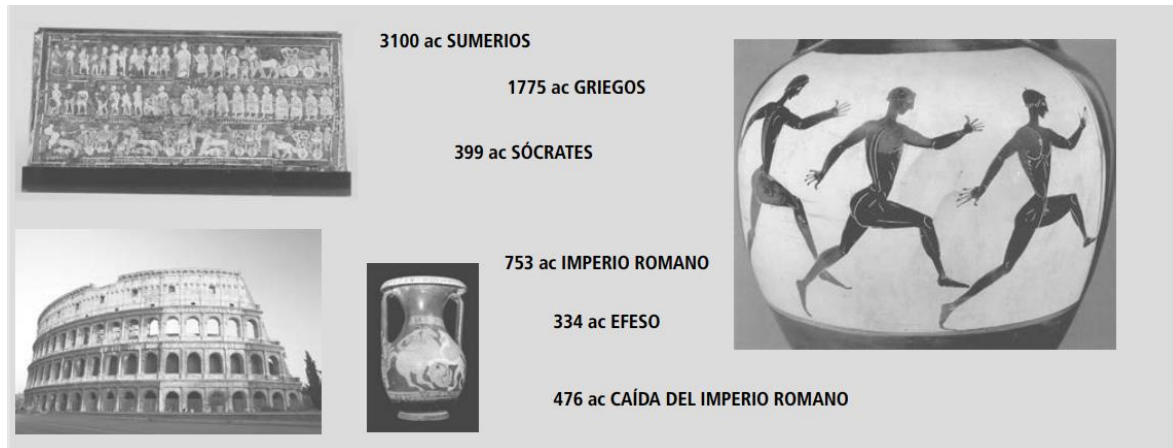 3100 ac SUMERIOS
1775 ac GRIEGOS
399 ac SÓCRATES
753 ac IMPERIO ROMANO
334 ac EFESO
476 ac CAÍDA DEL IMPERIO ROMANO